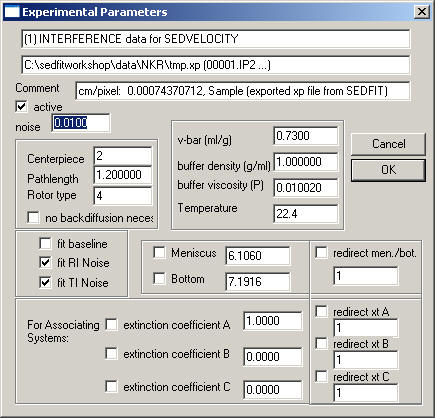 Experimental Parameters
(1) INTERFERENCE data for SEDVELOCITY
C:\sedfitworkshop\data\NKR\tmp.xp (00001.IP2 ...)
Comment cm/pixel: 0.00074370712, Sample (exported xp file from SEDFIT)
active
noise 0.0100
Centerpiece 2
Pathlength 1.200000
Rotor type 4
no backdiffusion neces
v-bar (ml/g) 0.7300
buffer density (g/ml) 1.000000
buffer viscosity (P) 0.010020
Temperature 22.4
Cancel
OK
fit baseline
fit RI Noise
fit TI Noise
Meniscus 6.1060
Bottom 7.1916
redirect men./bot.
1
For Associating
Systems:
extinction coefficient A 1.0000
extinction coefficient B 0.0000
extinction coefficient C 0.0000
redirect xt A
1
redirect xt B
1
redirect xt C
1